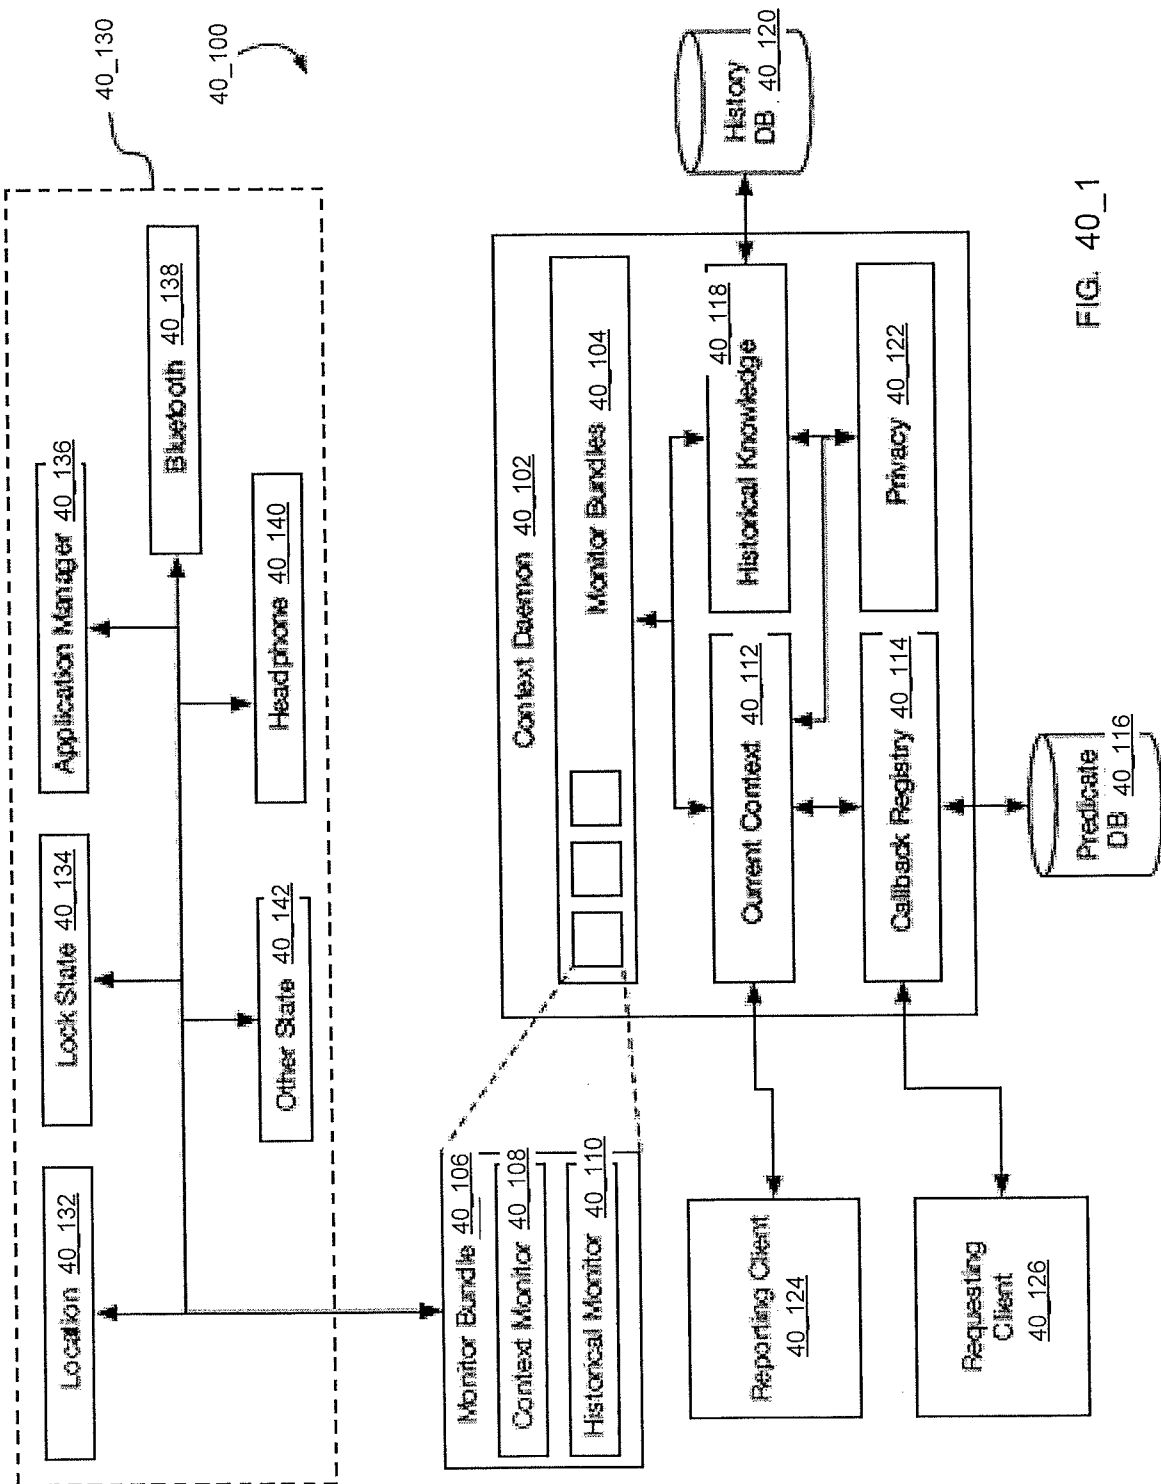 40_130
40_100
Location 40_132
Lock State 40_134
Application Manager 40_136
Bluetooth 40_138
Other State 40_142
Headphone 40_140
Monitor Bundle 40_106
Context Monitor 40_108
Historical Monitor 40_110
Context Daemon 40_102
Monitor Bundles 40_104
Current Context 40_112
40_118
Historical Knowledge
Callback Registry 40_114
Privacy 40_122
History
DB 40_120
Predicate
DB 40_116
Reporting Client
40_124
Requesting
Client
40_126
FIG. 40_1